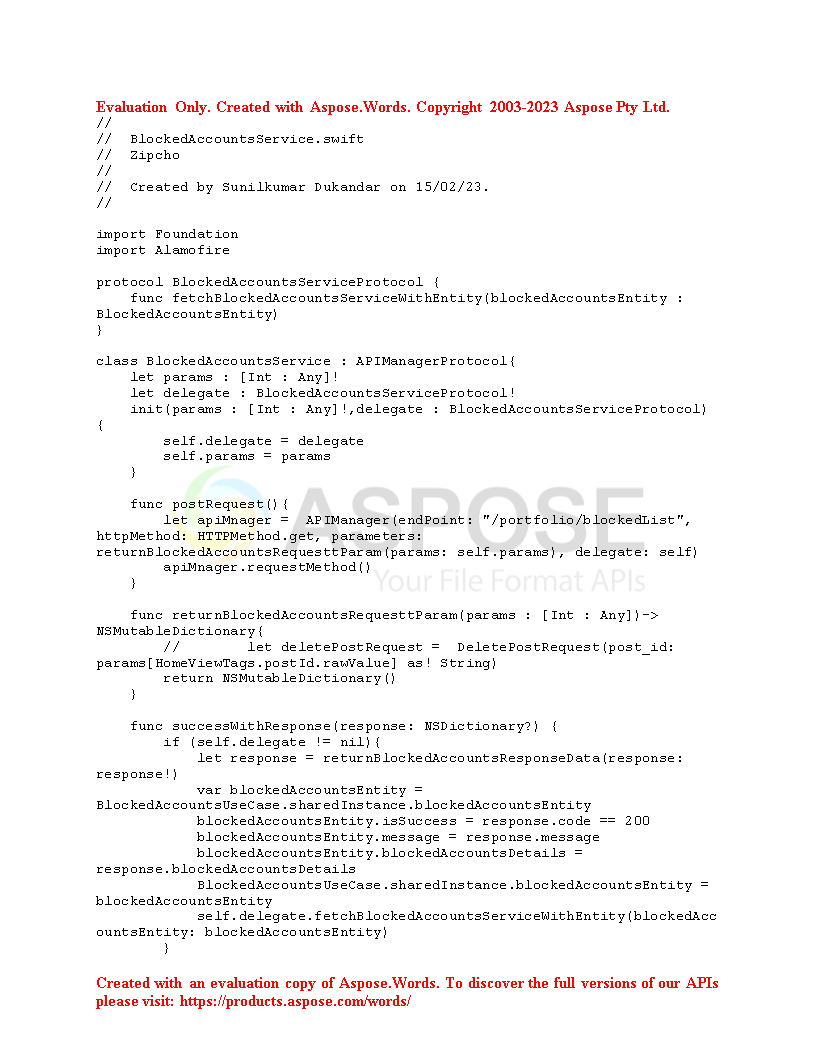 Evaluation Only. Created with Aspose.Words. Copyright 2003-2023 Aspose Pty Ltd.
//
//  BlockedAccountsService.swift
//  Zipcho
//
//  Created by Sunilkumar Dukandar on 15/02/23.
//
import Foundation
import Alamofire
protocol BlockedAccountsServiceProtocol {
    func fetchBlockedAccountsServiceWithEntity(blockedAccountsEntity :
BlockedAccountsEntity)
}
class BlockedAccountsService : APIManagerProtocol{
    let params : [Int : Any]!
    let delegate : BlockedAccountsServiceProtocol!
    init(params : [Int : Any]!,delegate : BlockedAccountsServiceProtocol)
{
        self.delegate = delegate
        self.params = params
    }
    func postRequest(){
        let apiMnager =  APIManager(endPoint: "/portfolio/blockedList",
httpMethod: HTTPMethod.get, parameters:
returnBlockedAccountsRequesttParam(params: self.params), delegate: self)
        apiMnager.requestMethod()
    }
    func returnBlockedAccountsRequesttParam(params : [Int : Any])->
NSMutableDictionary{
        //        let deletePostRequest =  DeletePostRequest(post_id:
params[HomeViewTags.postId.rawValue] as! String)
        return NSMutableDictionary()
    }
    func successWithResponse(response: NSDictionary?) {
        if (self.delegate != nil){
            let response = returnBlockedAccountsResponseData(response:
response!)
            var blockedAccountsEntity =
BlockedAccountsUseCase.sharedInstance.blockedAccountsEntity
            blockedAccountsEntity.isSuccess = response.code == 200
            blockedAccountsEntity.message = response.message
            blockedAccountsEntity.blockedAccountsDetails =
response.blockedAccountsDetails
            BlockedAccountsUseCase.sharedInstance.blockedAccountsEntity =
blockedAccountsEntity
            self.delegate.fetchBlockedAccountsServiceWithEntity(blockedAcc
ountsEntity: blockedAccountsEntity)
        }
ASPOSE
Your File Format APIs
Created with an evaluation copy of Aspose.Words. To discover the full versions of our APIs
please visit: https://products.aspose.com/words/